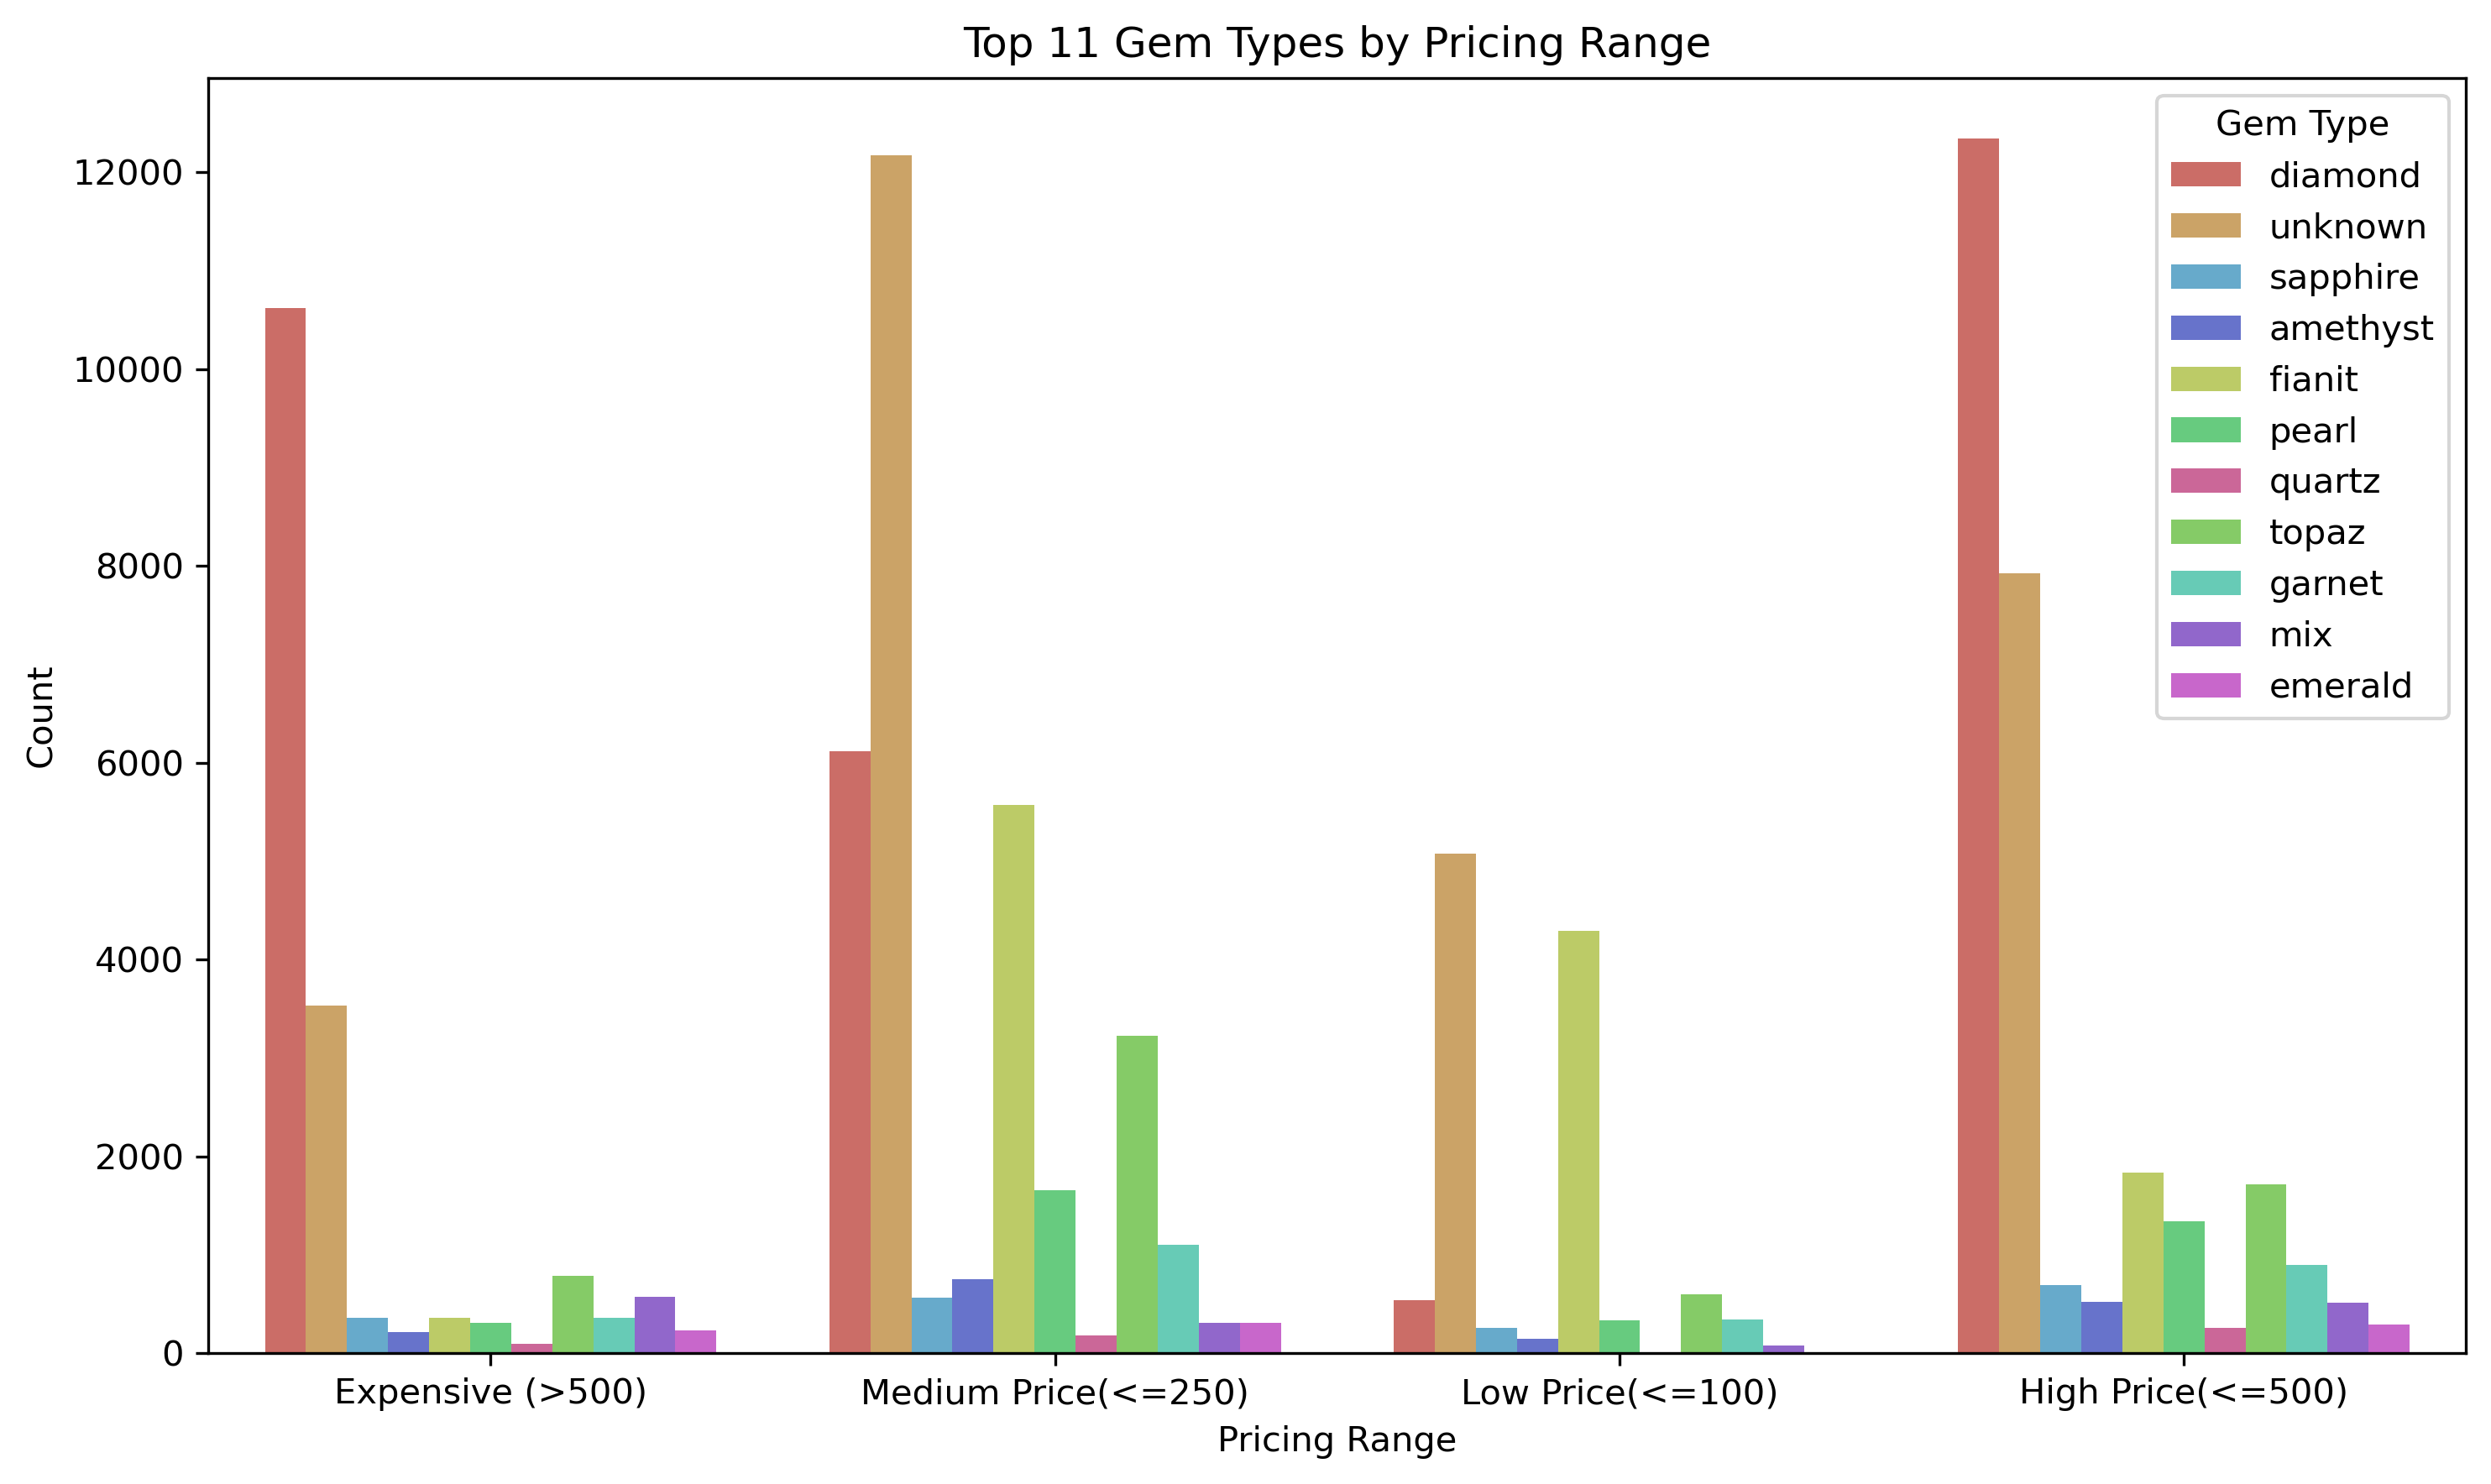 Top 11 Gem Types by Pricing Range
Gem Type
diamond
unknown
sapphire
amethyst
fianit
pearl
quartz
topaz
garnet
mix
emerald
Count
12000
10000
8000
6000
4000
2000
0
Expensive (>500)
Medium Price(<=250)
Low Price(<=100)
High Price(<=500)
Pricing Range